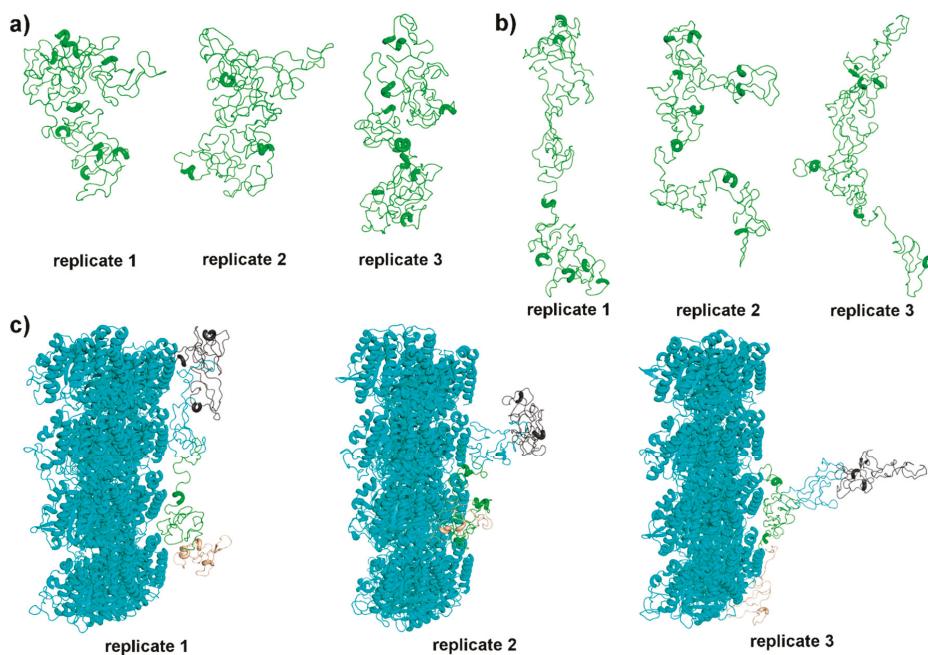 a)
b)
replicate 1
replicate 2
replicate 3
replicate 1
replicate 2
replicate 3
c)
replicate 1
replicate 2
replicate 3